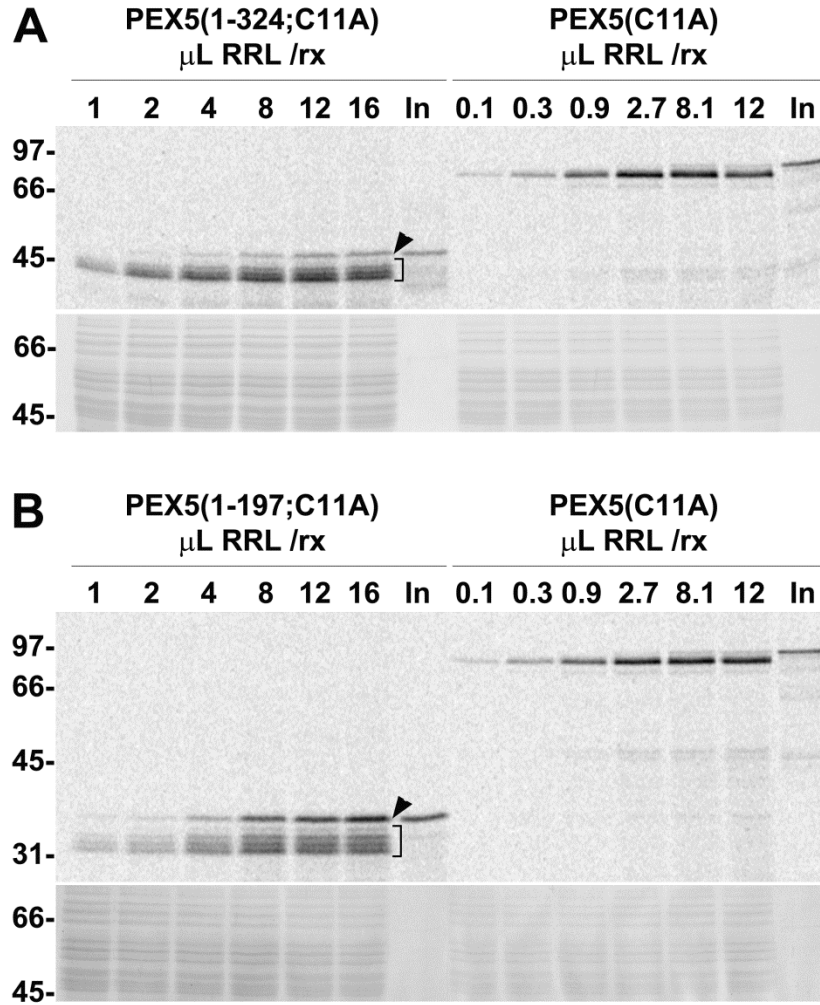 A
PEX5(1-324;C11A) PEX5(C11A)
μL RRL /rx μL RRL /rx
1 2 4 8 12 16 In 0.1 0.3 0.9 2.7 8.1 12 In
97-
66-
45-
66-
45-
B
PEX5(1-197;C11A) PEX5(C11A)
μL RRL /rx μL RRL /rx
1 2 4 8 12 16 In 0.1 0.3 0.9 2.7 8.1 12 In
97-
66-
45-
31-
66-
45-